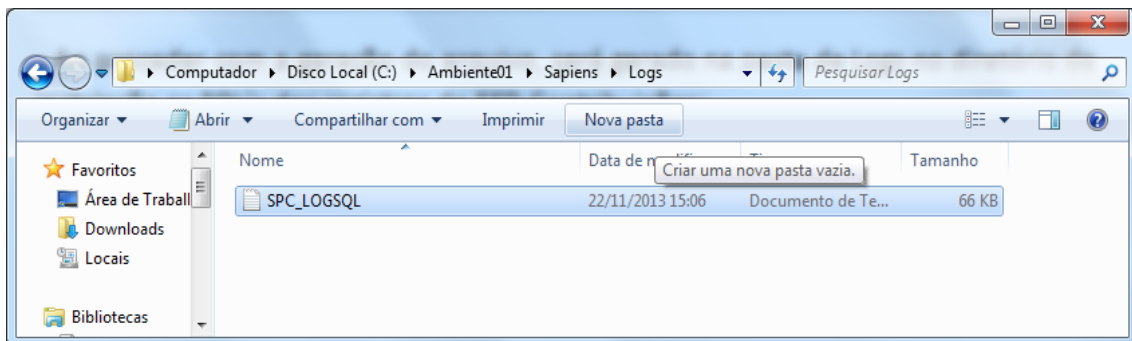 Computador Disco Local (C:) Ambiente01 Sapiens Logs Pesquisar Logs
Organizar Abrir Compartilhar com Imprimir Nova pasta
Nome Data de Tamanho
Criar uma nova pasta vazia.
Favoritos
SPC_LOGSQL 22/11/2013 15:06 Documento de Te... 66 KB
Área de Traball
Downloads
Locais
Bibliotecas